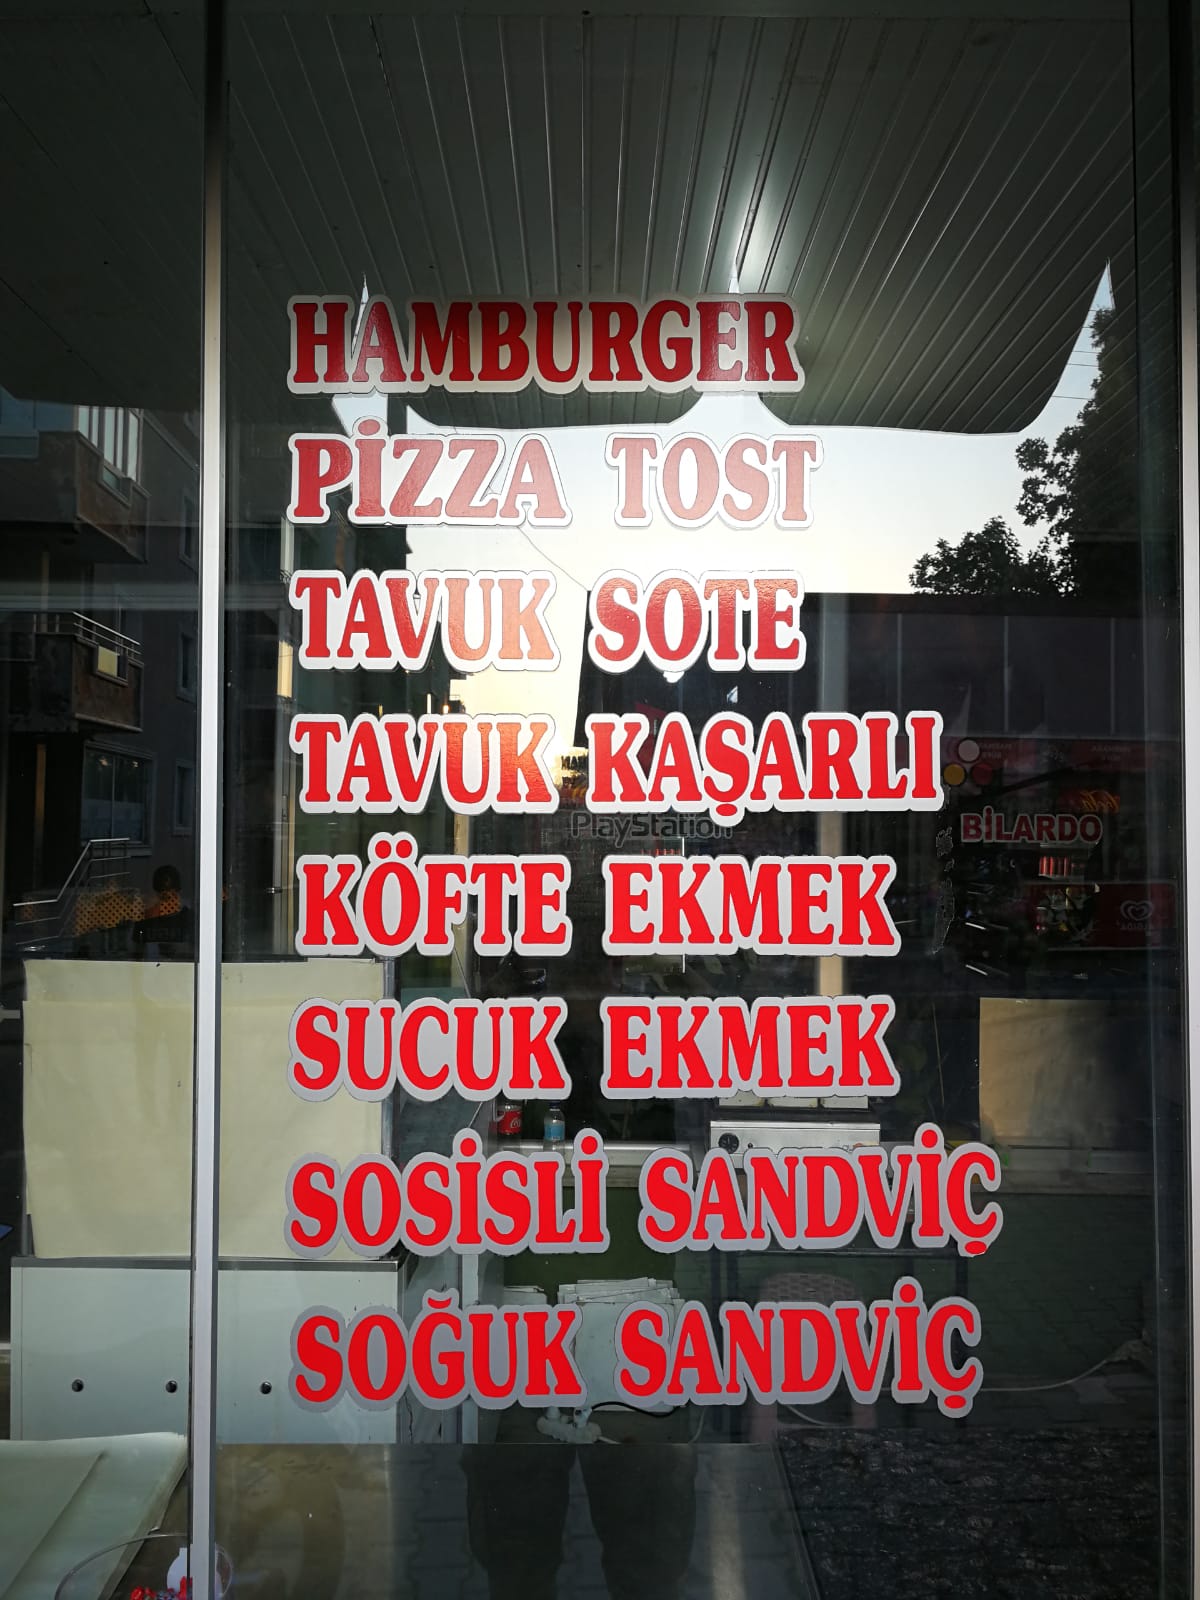 HAMBURGER
PİZZA TOST
TAVUK SOTE
TAVUK KAŞARLI
PlayStation
BİLARDO
KÖFTE EKMEK
SUCUK EKMEK
SOSİSLİ SANDVİÇ
SOĞUK SANDVİÇ